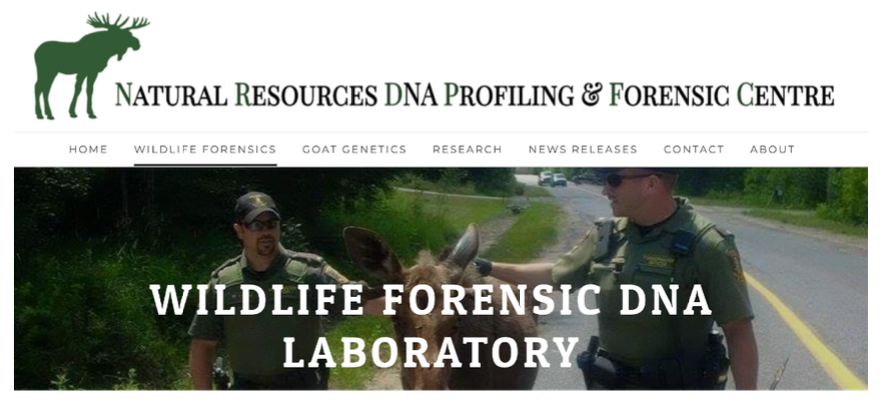 NATURAL RESOURCES DNA PROFILING & FORENSIC CENTRE
HOME WILDLIFE FORENSICS GOAT GENETICS RESEARCH NEWS RELEASES CONTACT ABOUT
WILDLIFE FORENSIC DNA
LABORATORY